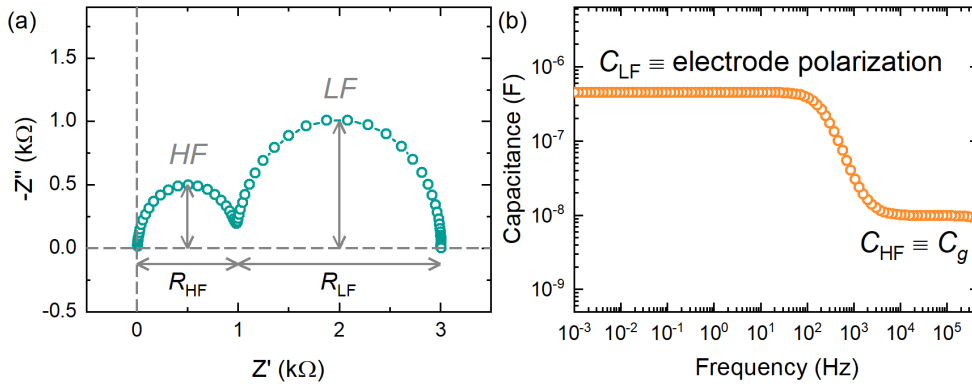 (a)
1.5
1.0
0.5
0.0
-0.5
-Z'' (kΩ)
HF
LF
R_HF
R_LF
0
1
2
3
Z' (kΩ)
(b)
10^-6
10^-7
10^-8
10^-9
Capacitance (F)
C_LF ≡ electrode polarization
C_HF ≡ C_g
10^-3 10^-2 10^-1 10^0 10^1 10^2 10^3 10^4 10^5
Frequency (Hz)